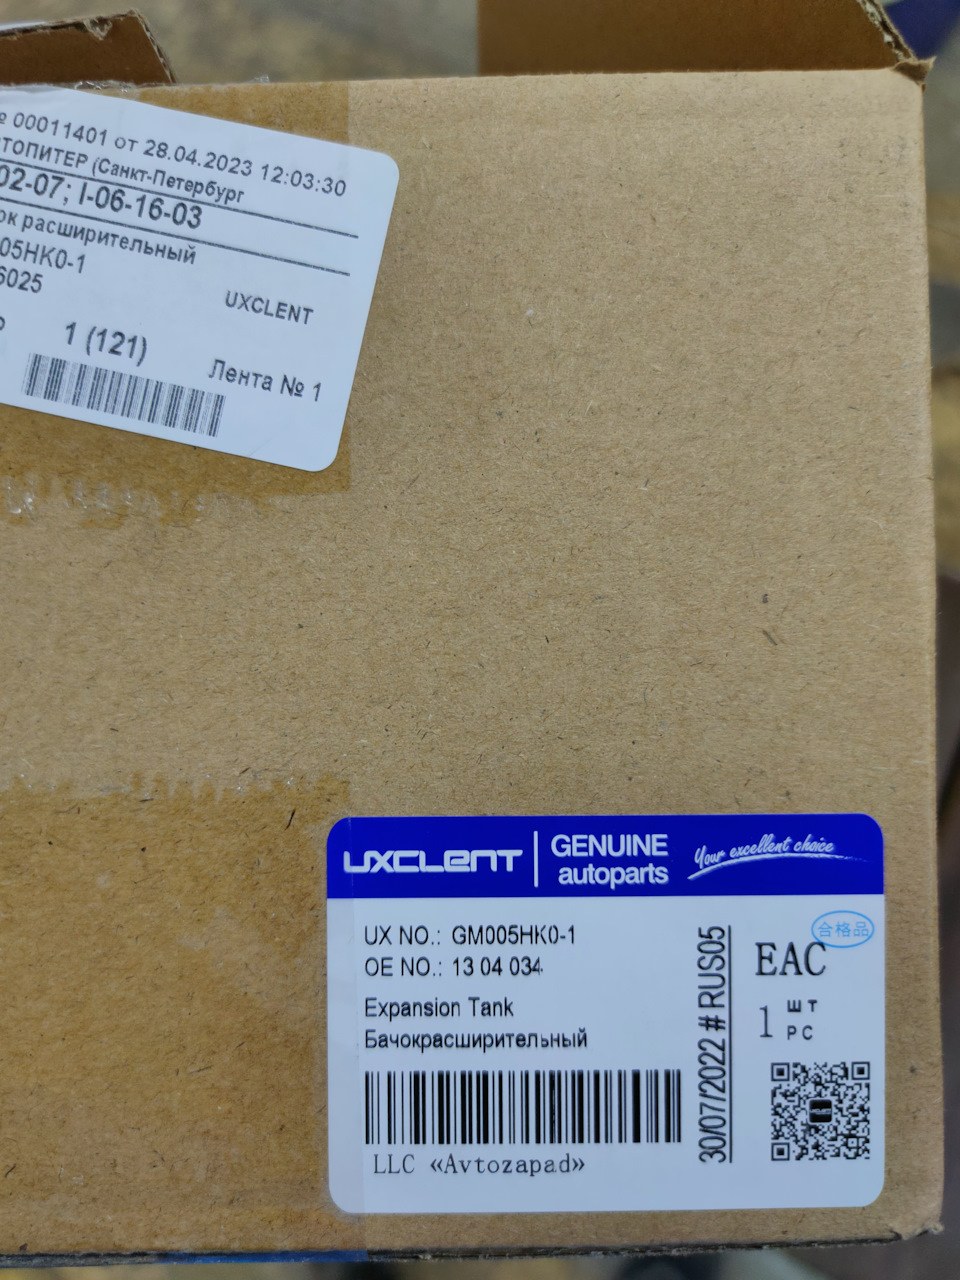 № 00011401 от 28.04.2023 12:03:30
(Санкт-Петербург
02-07; I-06-16-03
расширительный
05HK0-1
6025
UXCLENT
1 (121)
Лента № 1
UXCLENT
GENUINE
autoparts
Your excellent choice
UX NO.: GM005HK0-1
OE NO.: 13 04 034
Expansion Tank
Бачокрасширительный
LLC «Avtozapad»
30/07/2022 # RUS05
合格品
EAC
1 ШТ
PC